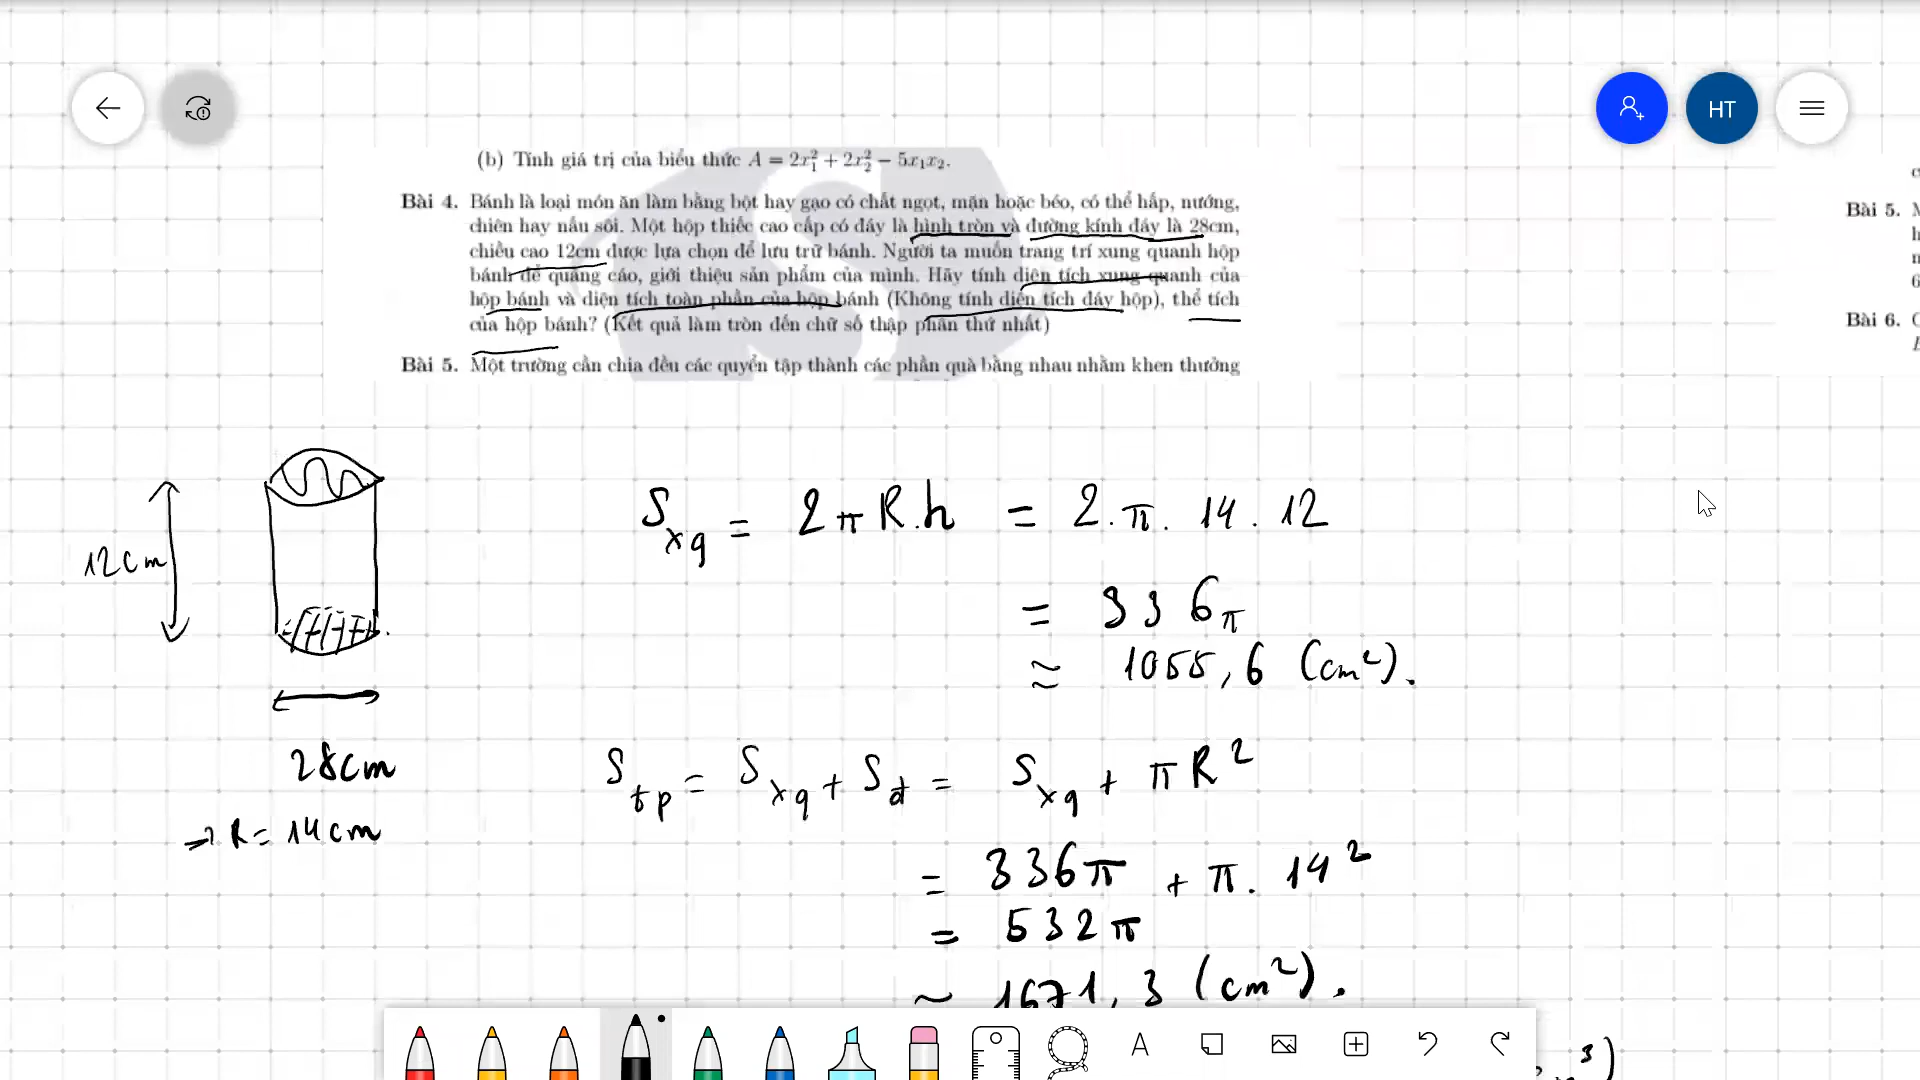 HT
(b) Tính giá trị của biểu thức A = 2x₁² + 2x₂² − 5x₁x₂.
Bài 4. Bánh là loại món ăn làm bằng bột hay gạo có chất ngọt, mặn hoặc béo, có thể hấp, nướng,
chiên hay nấu sôi. Một hộp thiếc cao cấp có đáy là hình tròn và đường kính đáy là 28cm,
chiều cao 12cm được lựa chọn để lưu trữ bánh. Người ta muốn trang trí xung quanh hộp
bánh để quảng cáo, giới thiệu sản phẩm của mình. Hãy tính diện tích xung quanh của
hộp bánh và diện tích toàn phần của hộp bánh (Không tính diện tích đáy hộp), thể tích
của hộp bánh? (Kết quả làm tròn đến chữ số thập phân thứ nhất)
Bài 5. Một trường cần chia đều các quyển tập thành các phần quà bằng nhau nhằm khen thưởng
Bài 5.
6
Bài 6.
12cm
28cm
→ R = 14cm
Sxq = 2πR.h = 2.π.14.12
= 336π
≈ 1055,6 (cm²).
Stp = Sxq + Sđ = Sxq + πR²
= 336π + π.14²
= 532π
≈ 1671,3 (cm²).
A